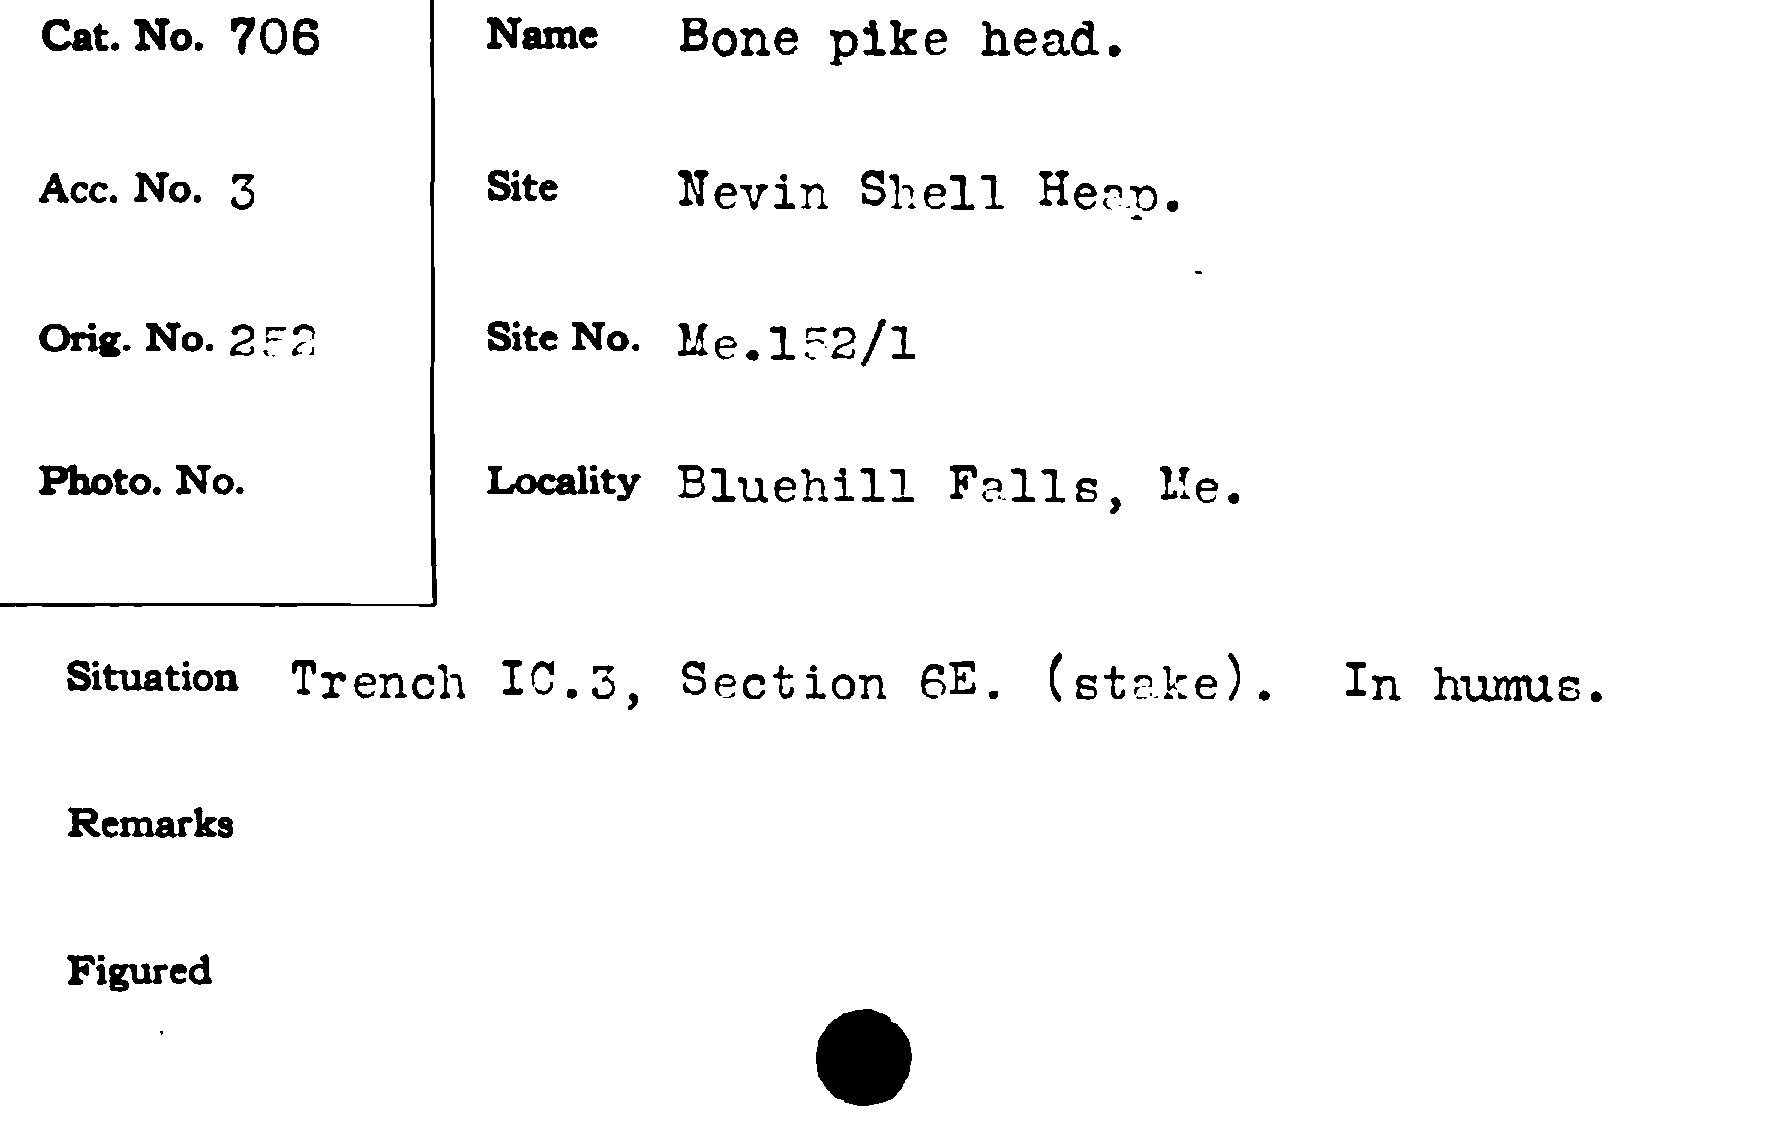 Cat. No. 706
Name Bone pike head.
Acc. No. 3
Site Nevin Shell Heap.
Orig. No. 252
Site No. Me.152/1
Photo. No.
Locality Bluehill Falls, Me.
Situation Trench IC.3, Section 6E. (stake). In humus.
Remarks
Figured